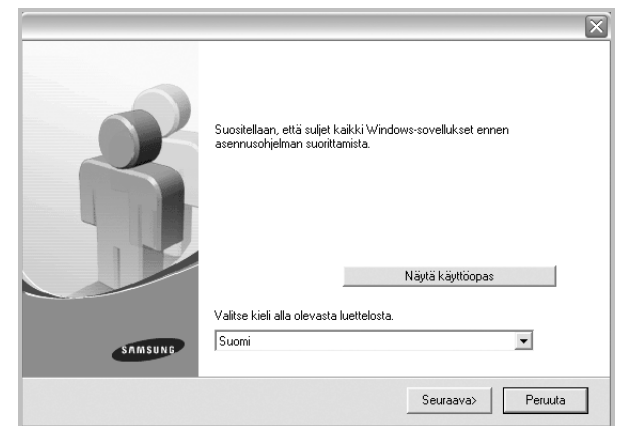 Suositellaan, että suljet kaikki Windows-sovellukset ennen
asennusohjelman suorittamista.
Näytä käyttöopas
Valitse kieli alla olevasta luettelosta.
Suomi
SAMSUNG
Seuraava>
Peruuta